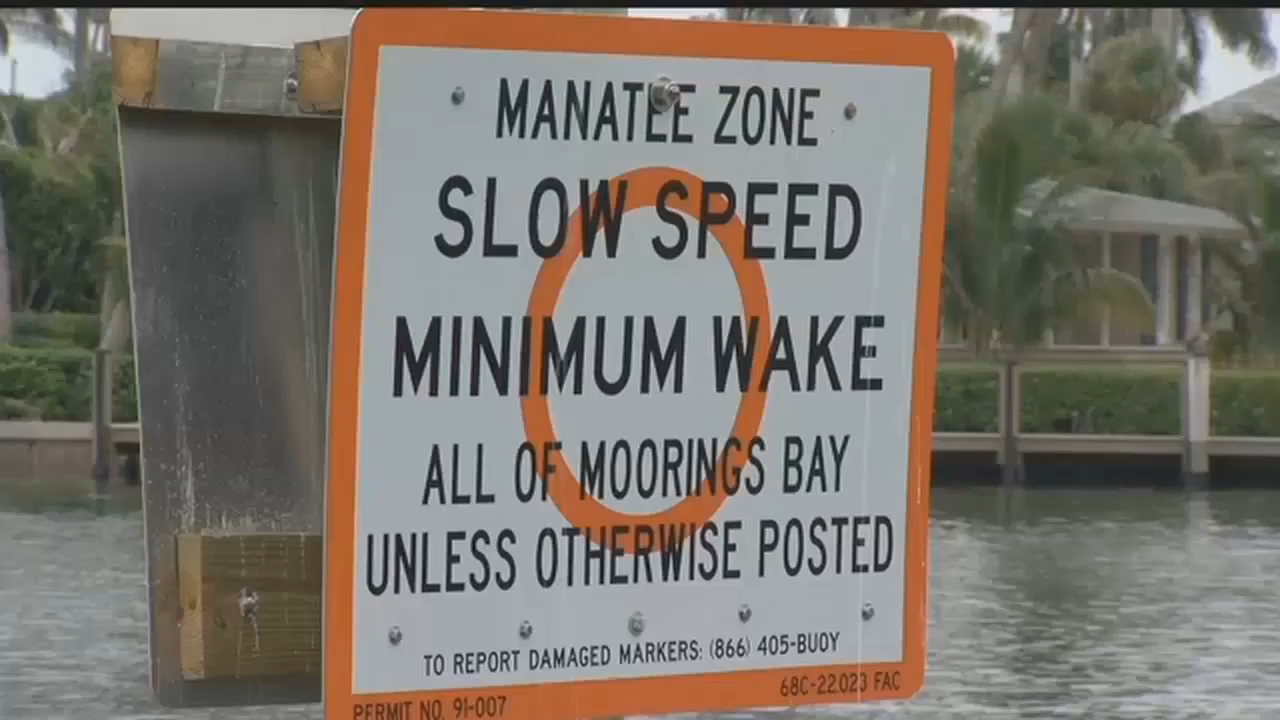 MANATEE ZONE
SLOW SPEED
MINIMUM WAKE
ALL OF MOORINGS BAY
UNLESS OTHERWISE POSTED
TO REPORT DAMAGED MARKERS: (866) 405-BUOY
68C-22.023 FAC
PERMIT NO. 91-007